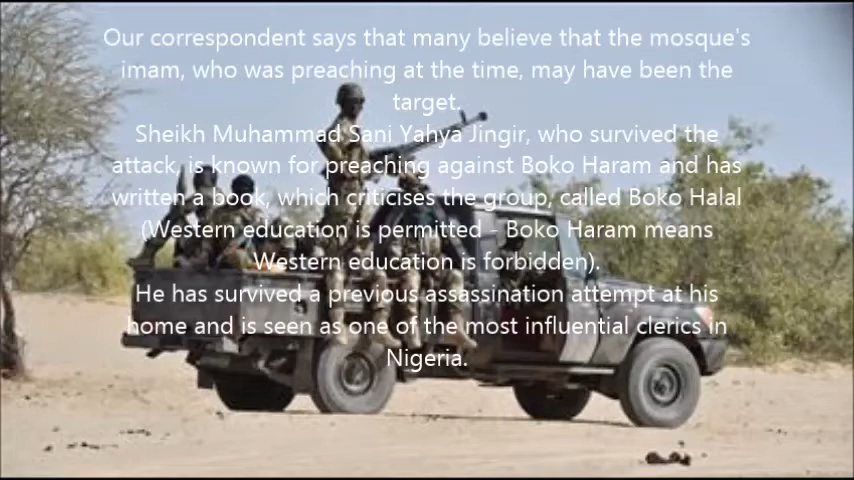 Our correspondent says that many believe that the mosque's
imam, who was preaching at the time, may have been the
target.
Sheikh Muhammad Sani Yahya Jingir, who survived the
attack, is known for preaching against Boko Haram and has
written a book, which criticises the group, called Boko Halal
(Western education is permitted - Boko Haram means
Western education is forbidden).
He has survived a previous assassination attempt at his
home and is seen as one of the most influential clerics in
Nigeria.